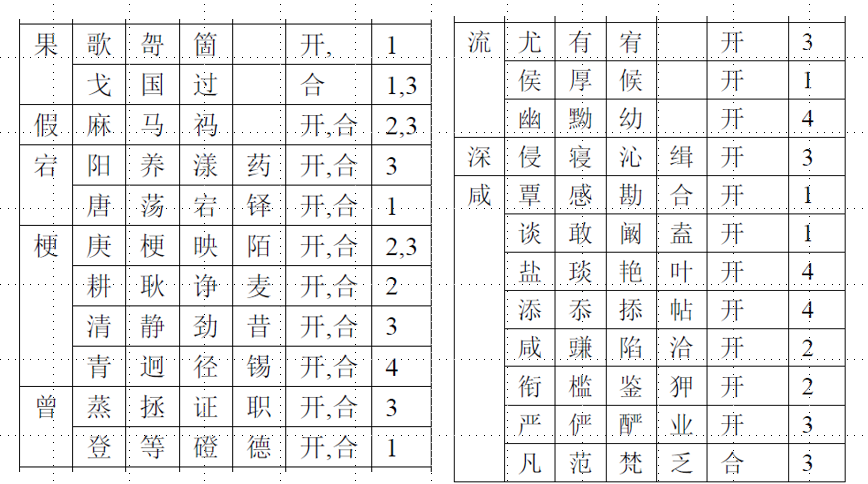 果 歌 哿 箇 开, 1
戈 国 过 合 1,3
假 麻 马 祃 开,合 2,3
宕 阳 养 漾 药 开,合 3
唐 荡 宕 铎 开,合 1
梗 庚 梗 映 陌 开,合 2,3
耕 耿 诤 麦 开,合 2
清 静 劲 昔 开,合 3
青 迥 径 锡 开,合 4
曾 蒸 拯 证 职 开,合 3
登 等 磴 德 开,合 1
流 尤 有 宥 开 3
侯 厚 候 开 1
幽 黝 幼 开 4
深 侵 寝 沁 缉 开 3
咸 覃 感 勘 合 开 1
谈 敢 阚 盍 开 1
盐 琰 艳 叶 开 4
添 忝 掭 帖 开 4
咸 豏 陷 洽 开 2
衔 槛 鉴 狎 开 2
严 俨 酽 业 开 3
凡 范 梵 乏 合 3